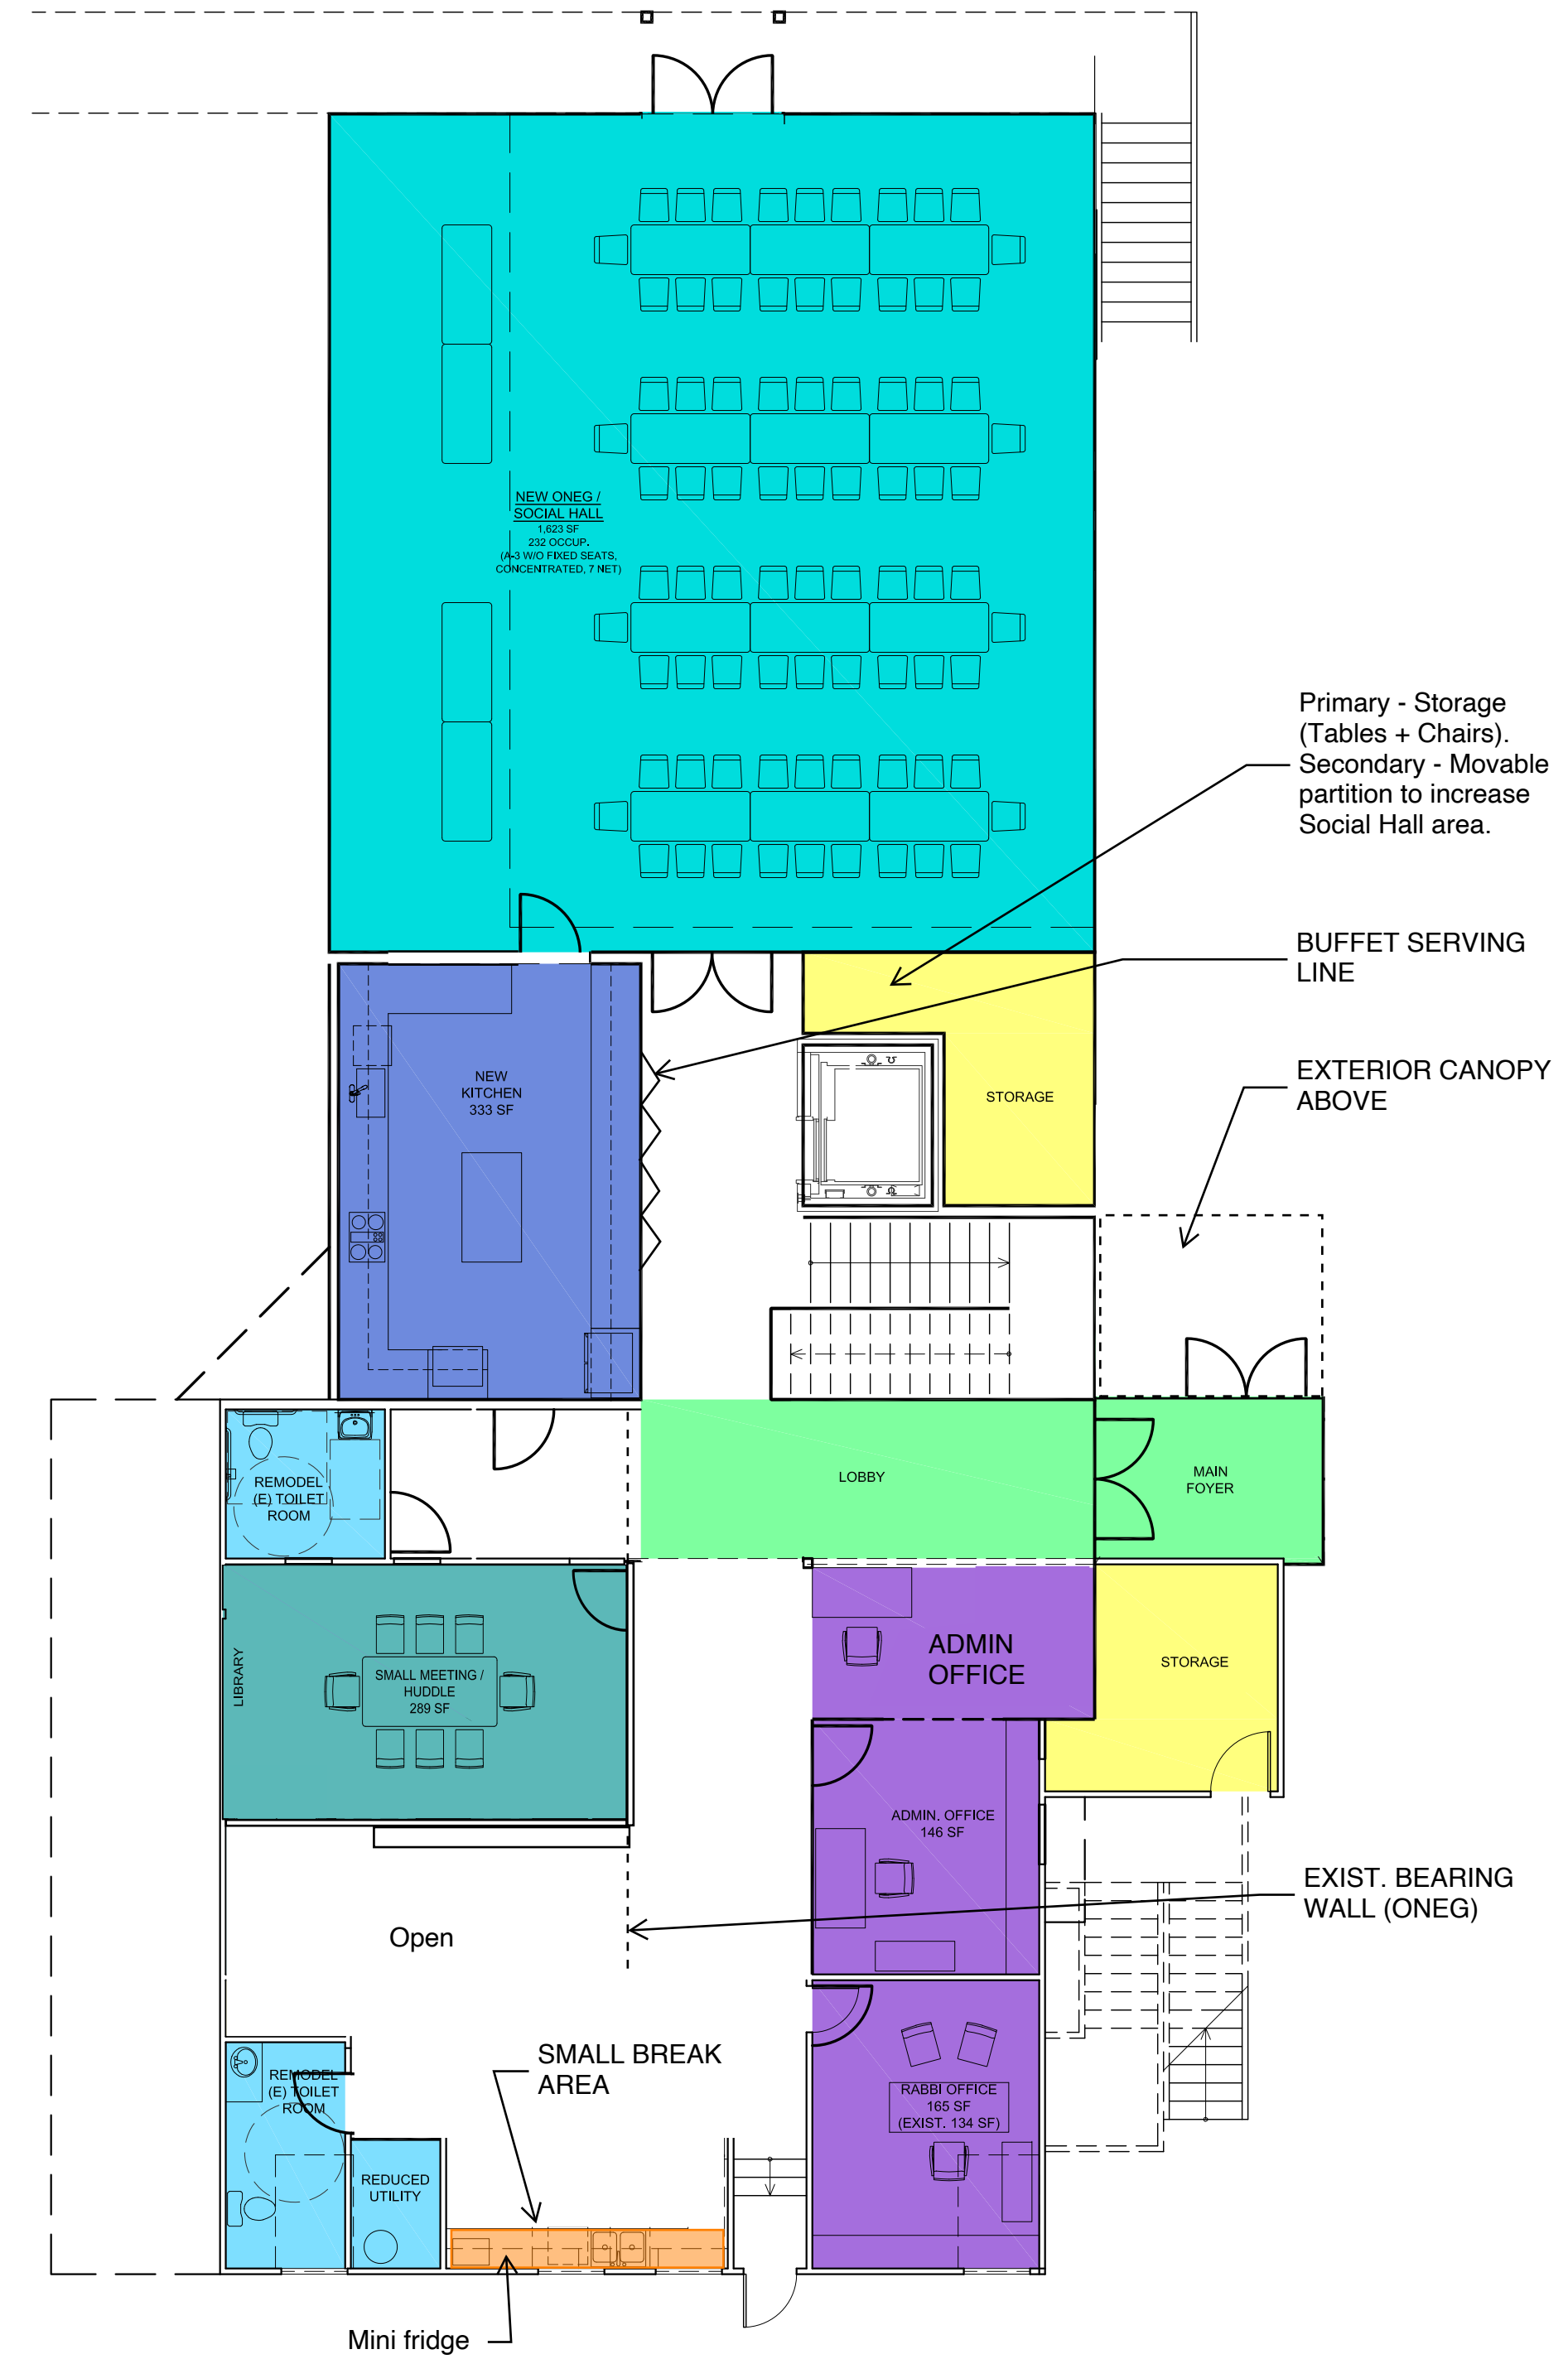 NEW ONEG /
SOCIAL HALL
1,623 SF
232 OCCUP.
(A-3 W/O FIXED SEATS,
CONCENTRATED, 7 NET)
Primary - Storage
(Tables + Chairs).
Secondary - Movable
partition to increase
Social Hall area.
BUFFET SERVING
LINE
EXTERIOR CANOPY
ABOVE
NEW
KITCHEN
333 SF
STORAGE
REMODEL
(E) TOILET
ROOM
LOBBY
MAIN
FOYER
LIBRARY
SMALL MEETING /
HUDDLE
289 SF
ADMIN
OFFICE
STORAGE
ADMIN. OFFICE
146 SF
EXIST. BEARING
WALL (ONEG)
Open
SMALL BREAK
AREA
REMODEL
(E) TOILET
ROOM
RABBI OFFICE
165 SF
(EXIST. 134 SF)
REDUCED
UTILITY
Mini fridge